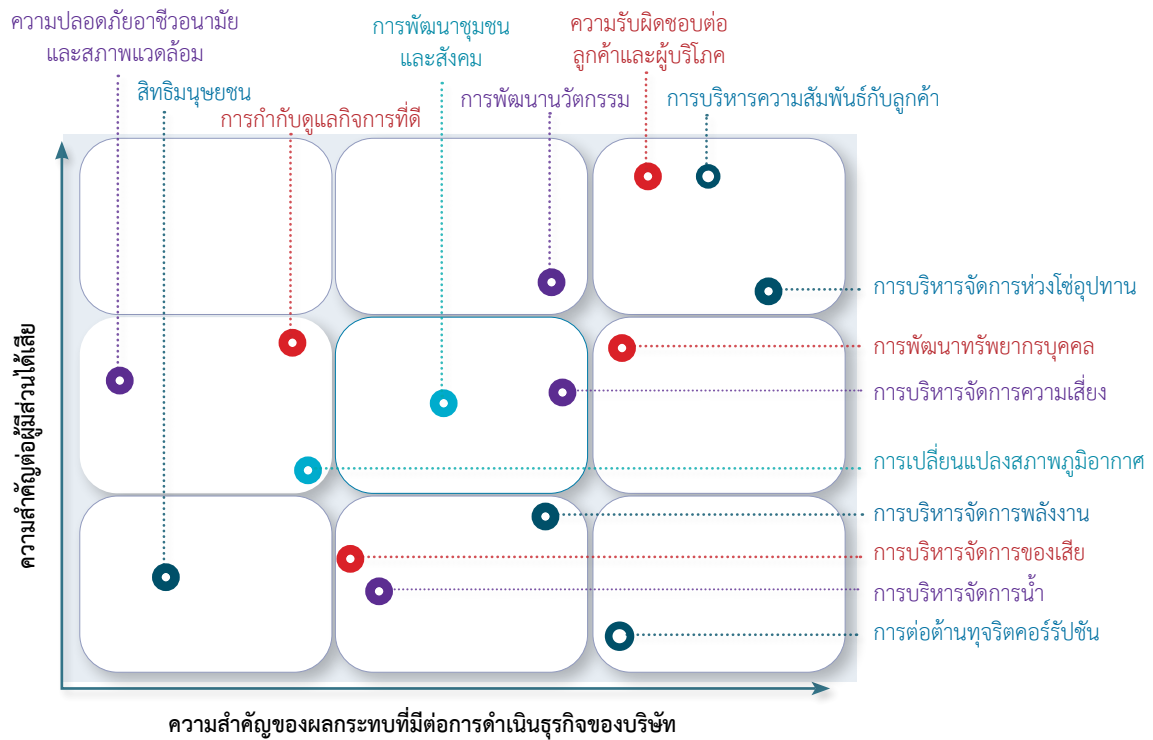 ความปลอดภัยอาชีวอนามัย
และสภาพแวดล้อม
การพัฒนาชุมชน
และสังคม
ความรับผิดชอบต่อ
ลูกค้าและผู้บริโภค
สิทธิมนุษยชน
การกำกับดูแลกิจการที่ดี
การพัฒนานวัตกรรม
การบริหารความสัมพันธ์กับลูกค้า
การบริหารจัดการห่วงโซ่อุปทาน
การพัฒนาทรัพยากรบุคคล
การบริหารจัดการความเสี่ยง
การเปลี่ยนแปลงสภาพภูมิอากาศ
การบริหารจัดการพลังงาน
การบริหารจัดการของเสีย
การบริหารจัดการน้ำ
การต่อต้านทุจริตคอร์รัปชัน
ความสำคัญต่อผู้มีส่วนได้เสีย
ความสำคัญของผลกระทบที่มีต่อการดำเนินธุรกิจของบริษัท